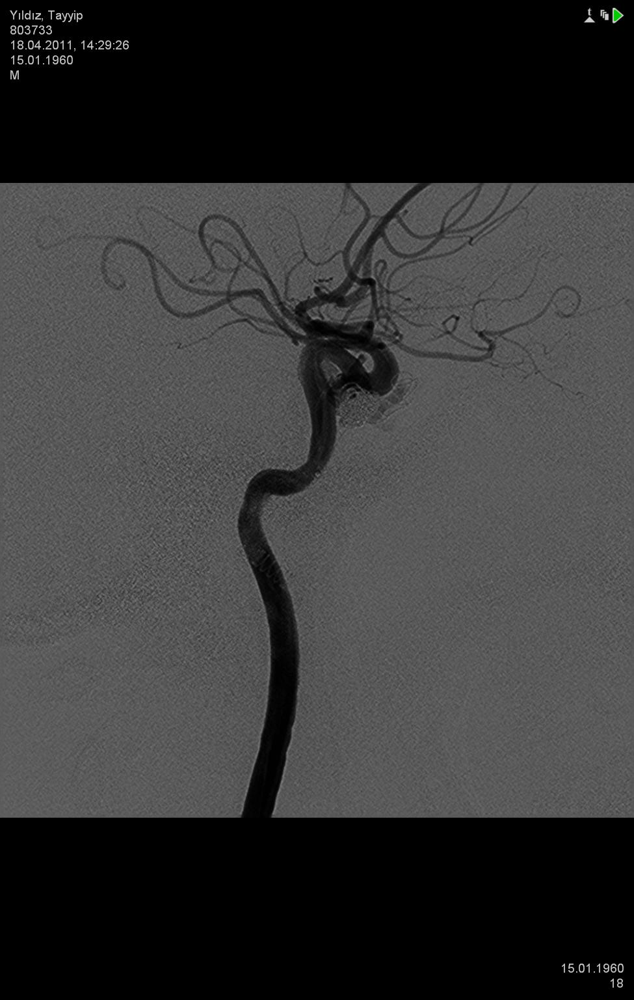 Yıldız, Tayyip
t
803733
18.04.2011, 14:29:26
15.01.1960
M
15.01.1960
18